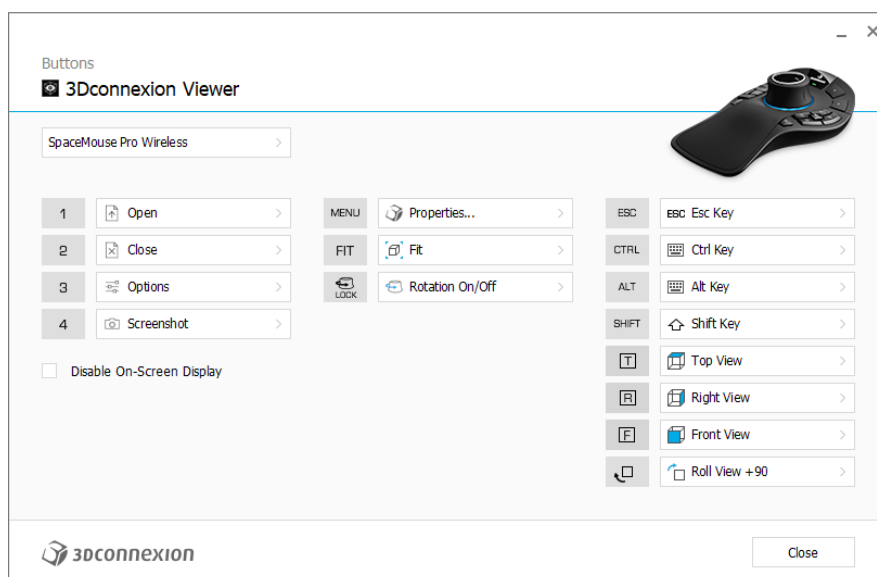 Buttons
3Dconnexion Viewer
SpaceMouse Pro Wireless
1 Open
2 Close
3 Options
4 Screenshot
Disable On-Screen Display
MENU Properties...
FIT Fit
LOCK Rotation On/Off
ESC ESC Esc Key
CTRL Ctrl Key
ALT Alt Key
SHIFT Shift Key
T Top View
R Right View
F Front View
Roll View +90
3Dconnexion
Close